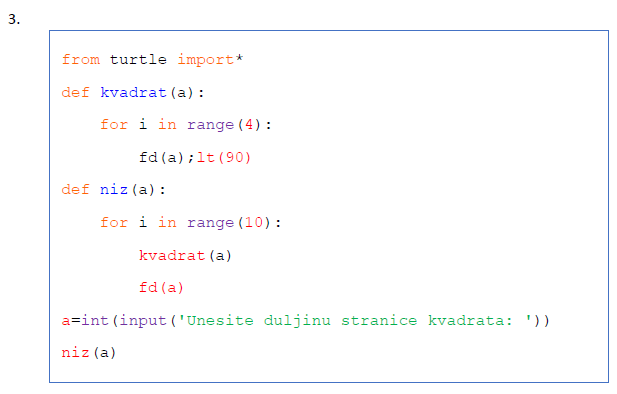 3.
from turtle import*
def kvadrat(a):
    for i in range(4):
        fd(a);lt(90)
def niz(a):
    for i in range(10):
        kvadrat(a)
        fd(a)
a=int(input('Unesite duljinu stranice kvadrata: '))
niz(a)